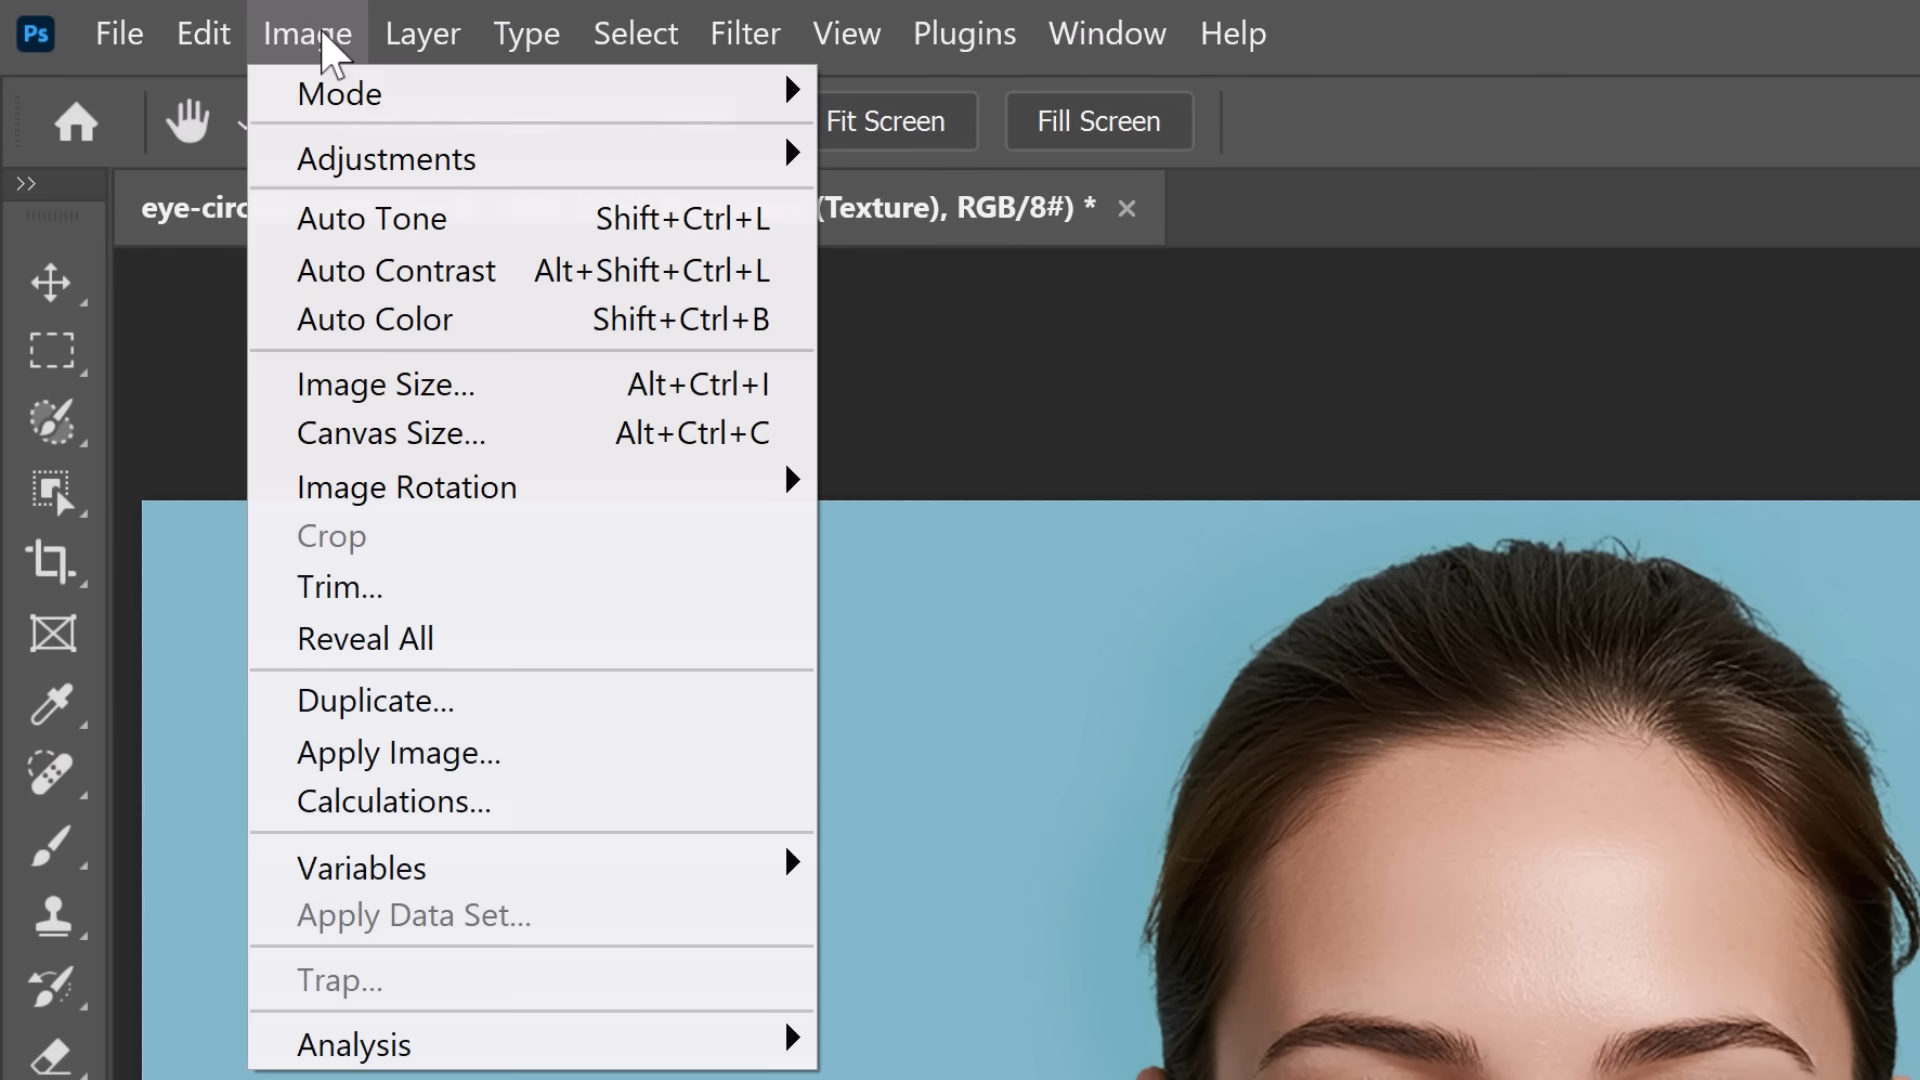 Ps File Edit Image Layer Type Select Filter View Plugins Window Help
Fit Screen Fill Screen
eye-circ (Texture), RGB/8#) * ×
Mode
Adjustments
Auto Tone Shift+Ctrl+L
Auto Contrast Alt+Shift+Ctrl+L
Auto Color Shift+Ctrl+B
Image Size... Alt+Ctrl+I
Canvas Size... Alt+Ctrl+C
Image Rotation
Crop
Trim...
Reveal All
Duplicate...
Apply Image...
Calculations...
Variables
Apply Data Set...
Trap...
Analysis